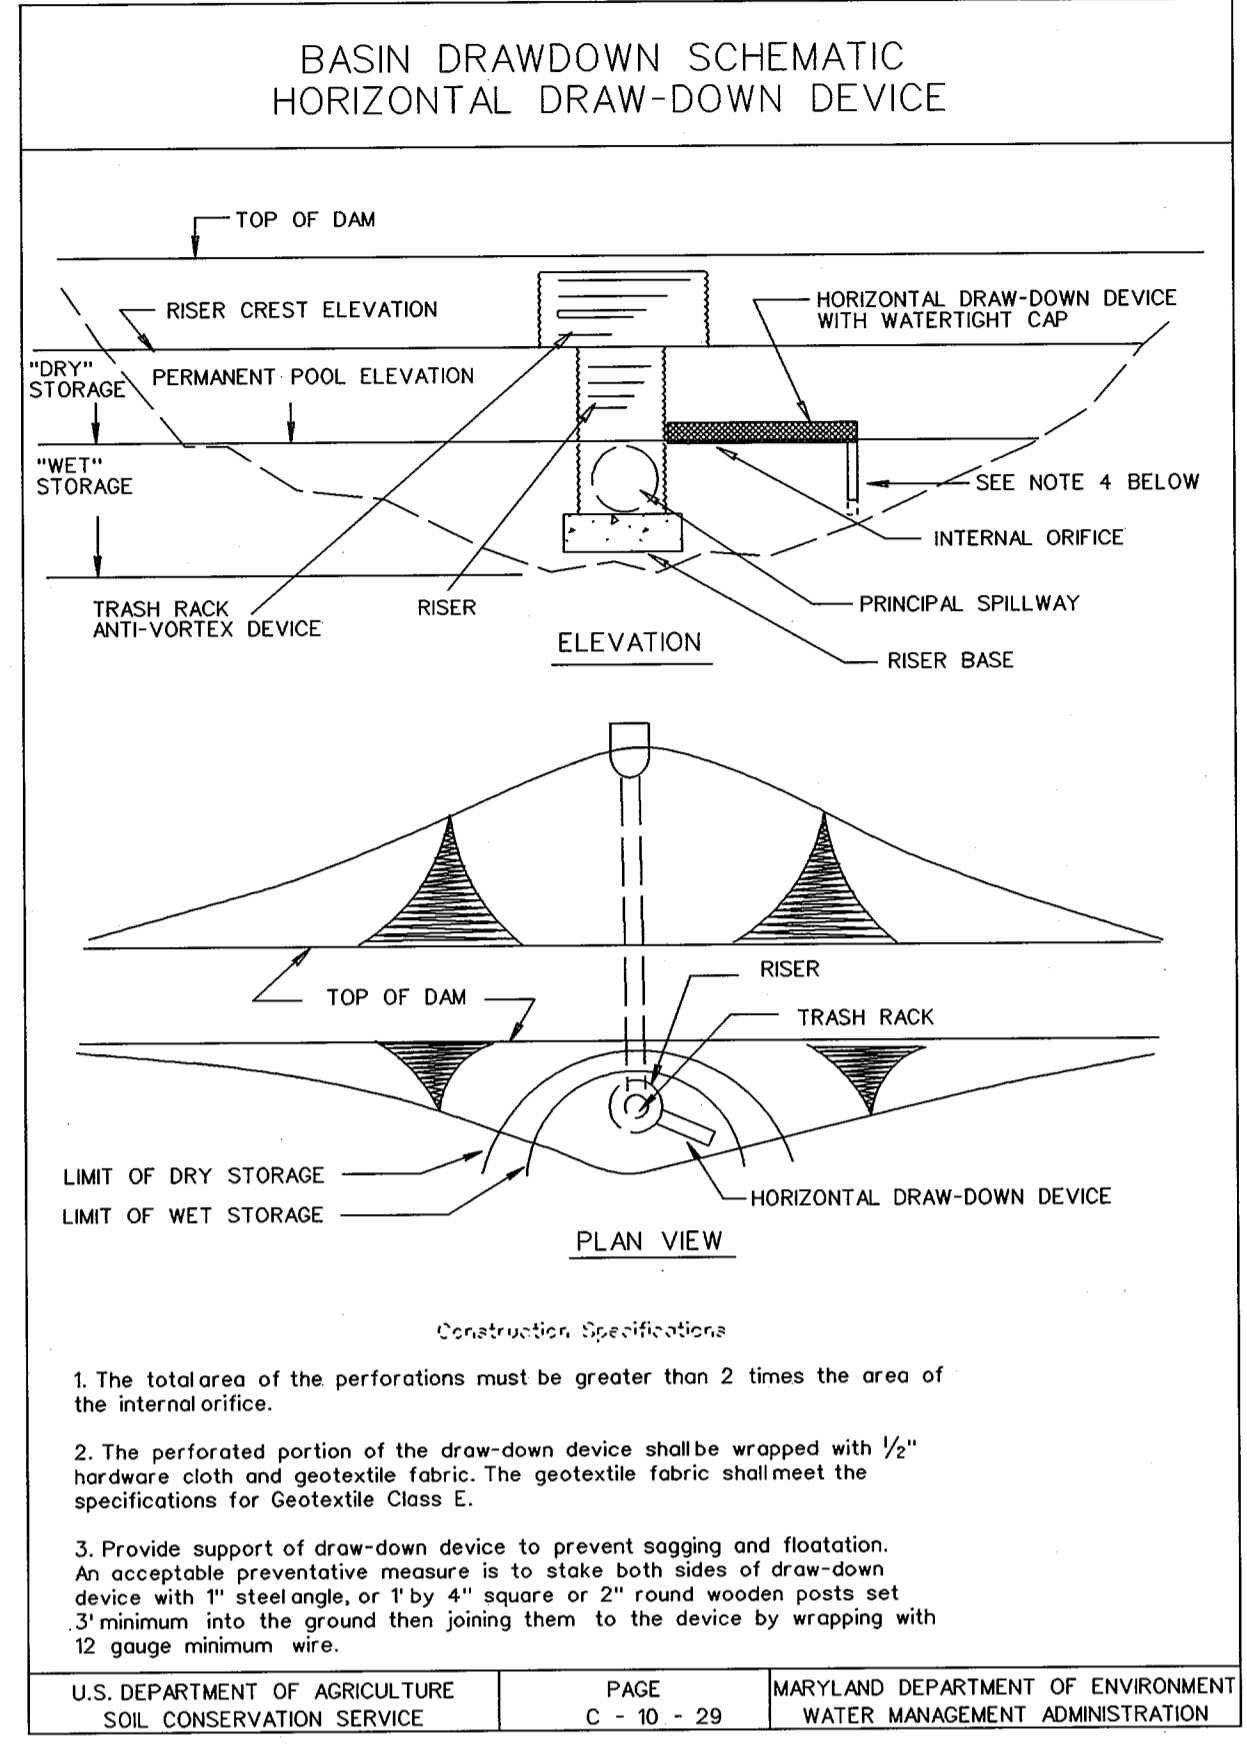 BASIN DRAWDOWN SCHEMATIC
HORIZONTAL DRAW-DOWN DEVICE
TOP OF DAM
RISER CREST ELEVATION
HORIZONTAL DRAW-DOWN DEVICE
WITH WATERTIGHT CAP
"DRY"
STORAGE
PERMANENT POOL ELEVATION
"WET"
STORAGE
SEE NOTE 4 BELOW
INTERNAL ORIFICE
TRASH RACK
ANTI-VORTEX DEVICE
RISER
PRINCIPAL SPILLWAY
ELEVATION
RISER BASE
RISER
TOP OF DAM
TRASH RACK
LIMIT OF DRY STORAGE
LIMIT OF WET STORAGE
HORIZONTAL DRAW-DOWN DEVICE
PLAN VIEW
Construction Specifications
1. The total area of the perforations must be greater than 2 times the area of
the internal orifice.
2. The perforated portion of the draw-down device shall be wrapped with 1/2"
hardware cloth and geotextile fabric. The geotextile fabric shall meet the
specifications for Geotextile Class E.
3. Provide support of draw-down device to prevent sagging and floatation.
An acceptable preventative measure is to stake both sides of draw-down
device with 1" steel angle, or 1' by 4" square or 2" round wooden posts set
3' minimum into the ground then joining them to the device by wrapping with
12 gauge minimum wire.
U.S. DEPARTMENT OF AGRICULTURE
SOIL CONSERVATION SERVICE
PAGE
C - 10 - 29
MARYLAND DEPARTMENT OF ENVIRONMENT
WATER MANAGEMENT ADMINISTRATION